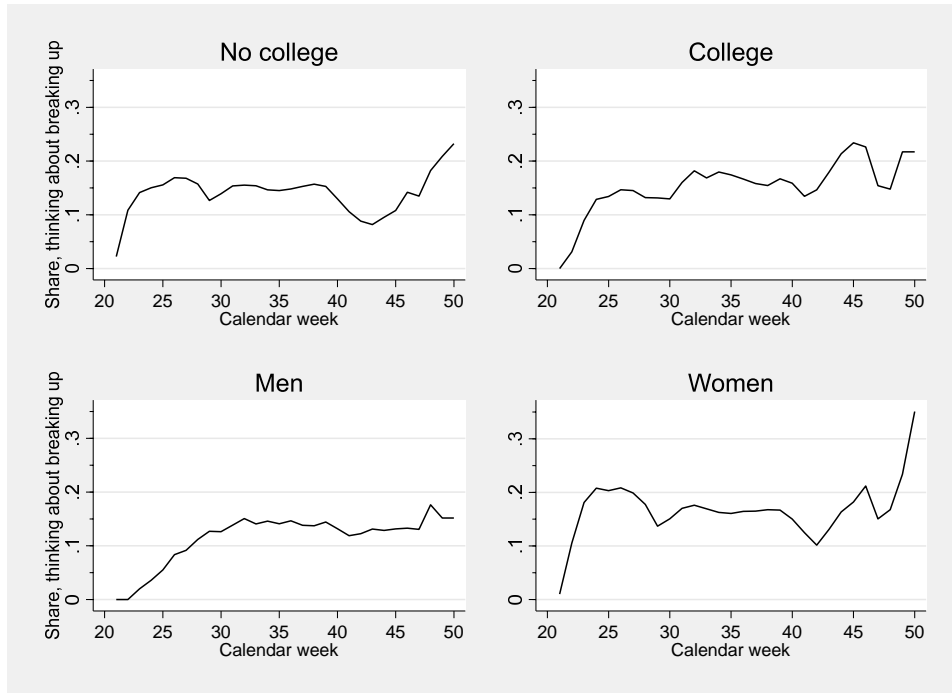 No college
Share, thinking about breaking up
0 .1 .2 .3
20 25 30 35 40 45 50
Calendar week
College
0 .1 .2 .3
20 25 30 35 40 45 50
Calendar week
Men
Share, thinking about breaking up
0 .1 .2 .3
20 25 30 35 40 45 50
Calendar week
Women
0 .1 .2 .3
20 25 30 35 40 45 50
Calendar week